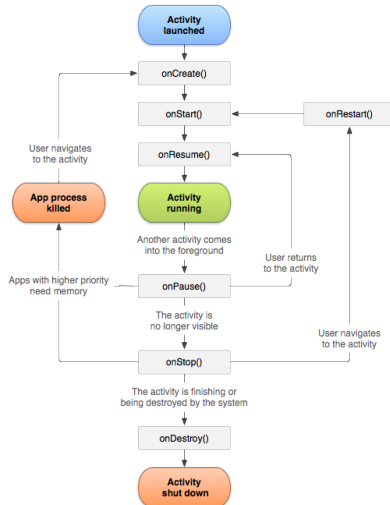 Activity
launched
onCreate()
onStart()
onRestart()
User navigates
to the activity
onResume()
App process
killed
Activity
running
Another activity comes
into the foreground
User returns
to the activity
Apps with higher priority
need memory
onPause()
The activity is
no longer visible
User navigates
to the activity
onStop()
The activity is finishing or
being destroyed by the system
onDestroy()
Activity
shut down